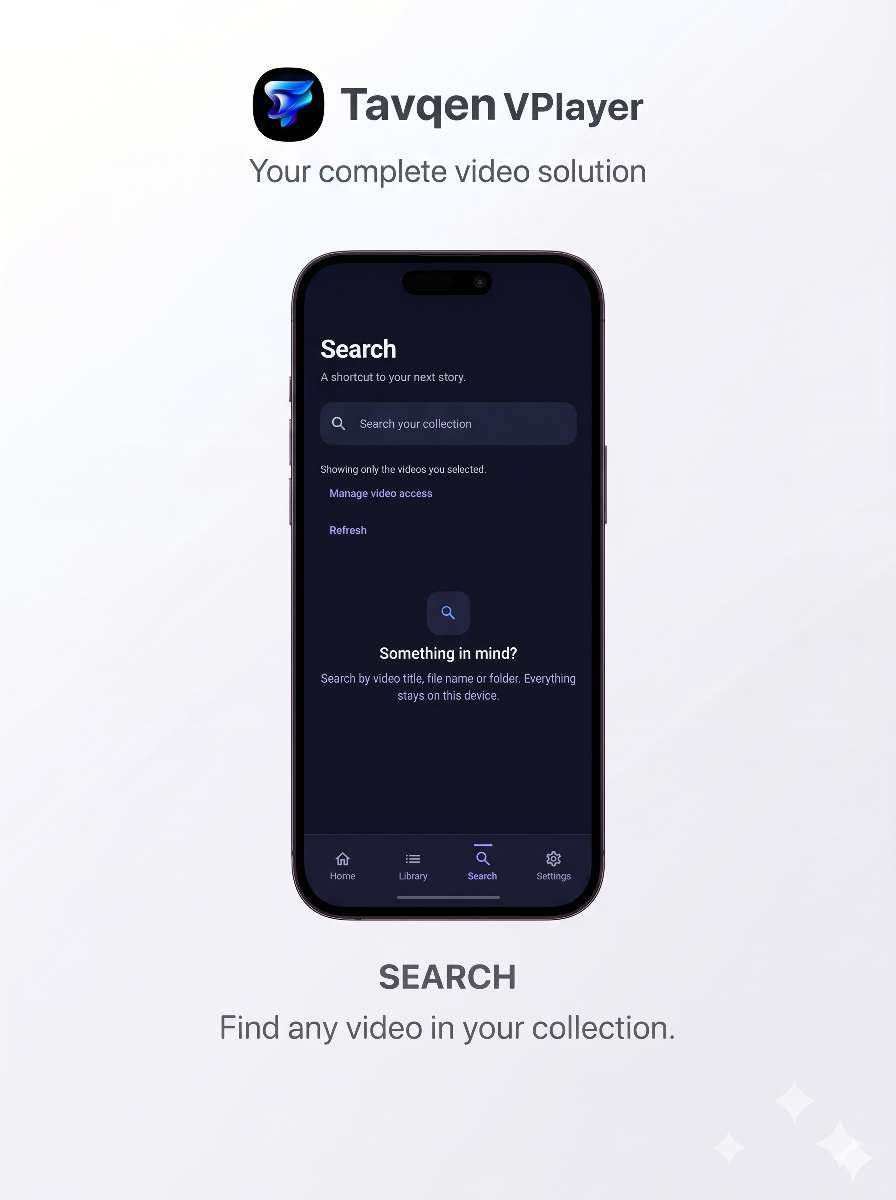 Tavqen VPlayer
Your complete video solution
Search
A shortcut to your next story.
Search your collection
Showing only the videos you selected.
Manage video access
Refresh
Something in mind?
Search by video title, file name or folder. Everything
stays on this device.
Home Library Search Settings
SEARCH
Find any video in your collection.